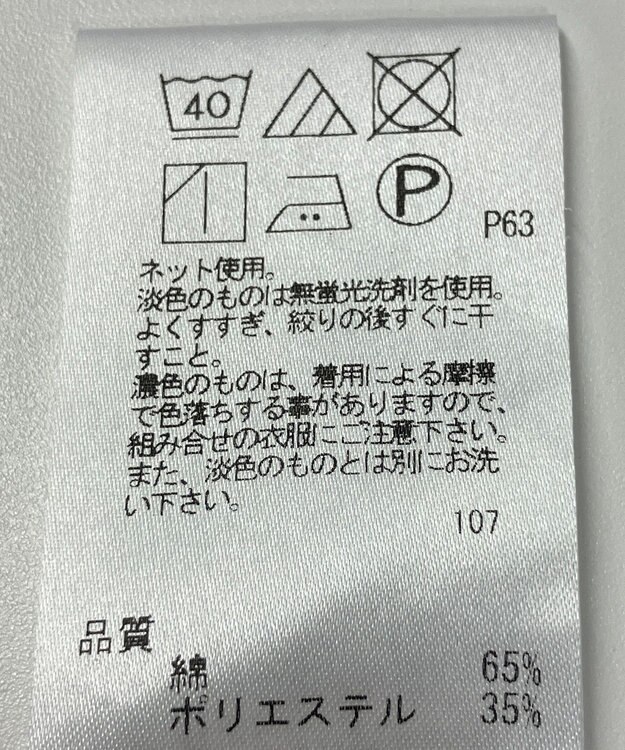 40
P
P63
ネット使用。
淡色のものは無蛍光洗剤を使用。
よくすすぎ、絞りの後すぐに干
すこと。
濃色のものは、着用による摩擦
で色落ちする事がありますので、
組み合せの衣服にご注意下さい。
また、淡色のものとは別にお洗
い下さい。
107
品質
綿 65%
ポリエステル 35%